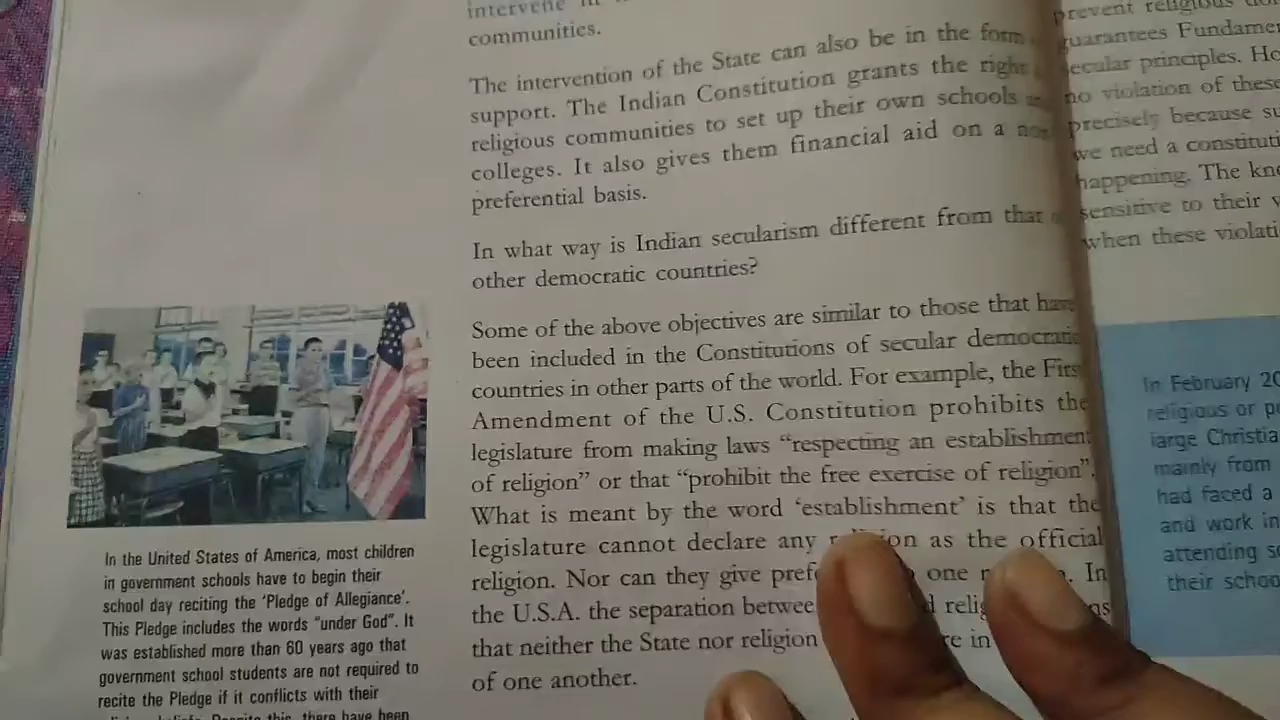 intervene in
communities.
The intervention of the State can also be in the form
support. The Indian Constitution grants the right
religious communities to set up their own schools
colleges. It also gives them financial aid on a
preferential basis.
In what way is Indian secularism different from that
other democratic countries?
Some of the above objectives are similar to those that have
been included in the Constitutions of secular democratic
countries in other parts of the world. For example, the First
Amendment of the U.S. Constitution prohibits the
legislature from making laws “respecting an establishment
of religion” or that “prohibit the free exercise of religion”.
What is meant by the word ‘establishment’ is that the
legislature cannot declare any as the official
religion. Nor can they give one In
the U.S.A. the separation
that neither the State nor religion in
of one another.
In the United States of America, most children
in government schools have to begin their
school day reciting the ‘Pledge of Allegiance’.
This Pledge includes the words “under God”. It
was established more than 60 years ago that
government school students are not required to
recite the Pledge if it conflicts with their
there have been
prevent religious
guarantees
secular principles.
no violation of these
precisely because
we need a
happening. The
sensitive to their
when these
In February
religious or
large
mainly from
had faced a
and work in
attending
their